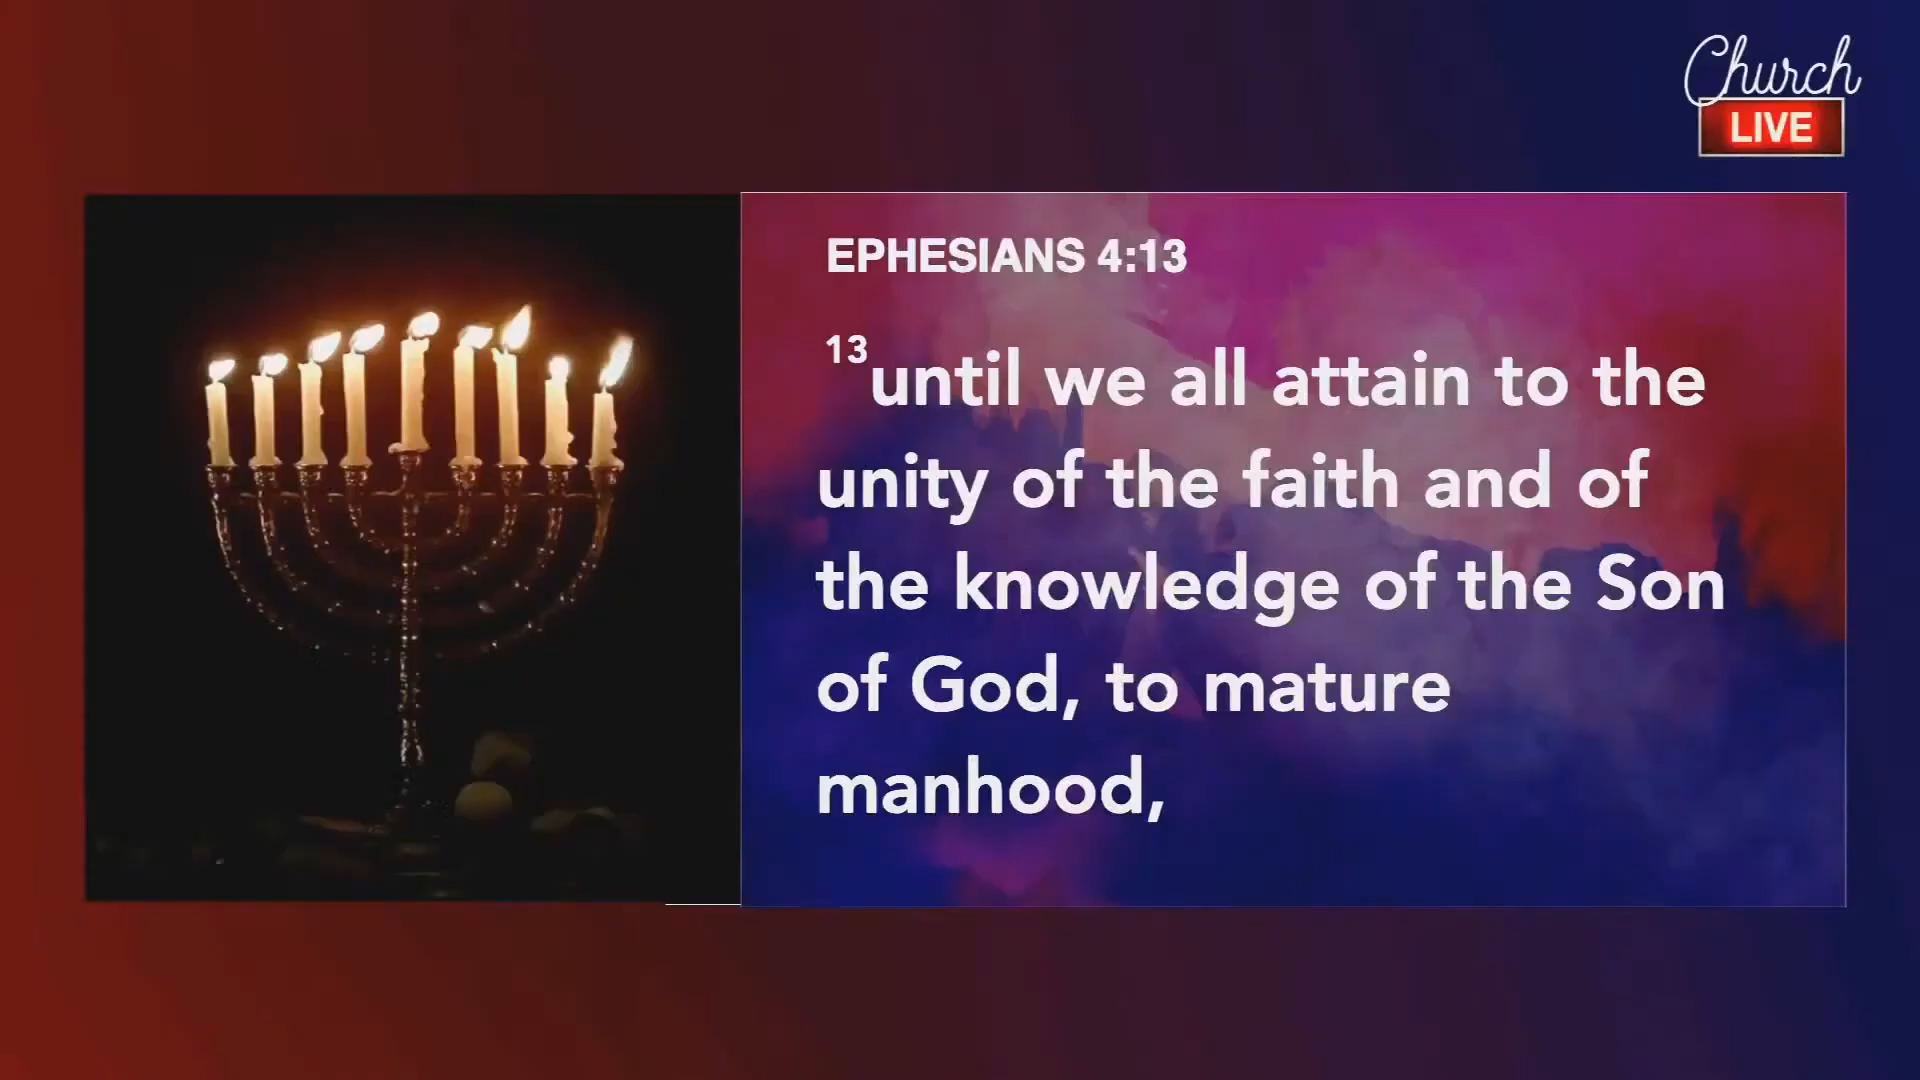 Church
LIVE
EPHESIANS 4:13
13until we all attain to the
unity of the faith and of
the knowledge of the Son
of God, to mature
manhood,